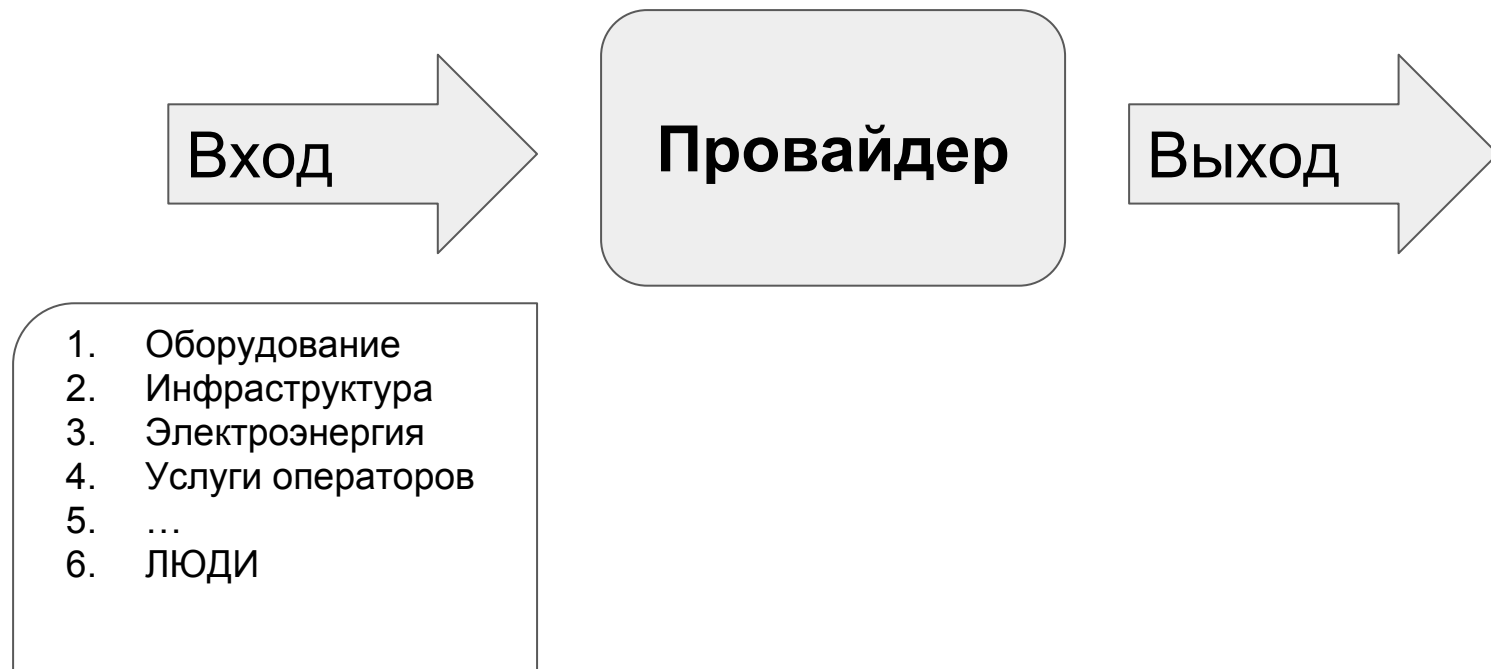 Вход
Провайдер
Выход
1. Оборудование
2. Инфраструктура
3. Электроэнергия
4. Услуги операторов
5. …
6. ЛЮДИ